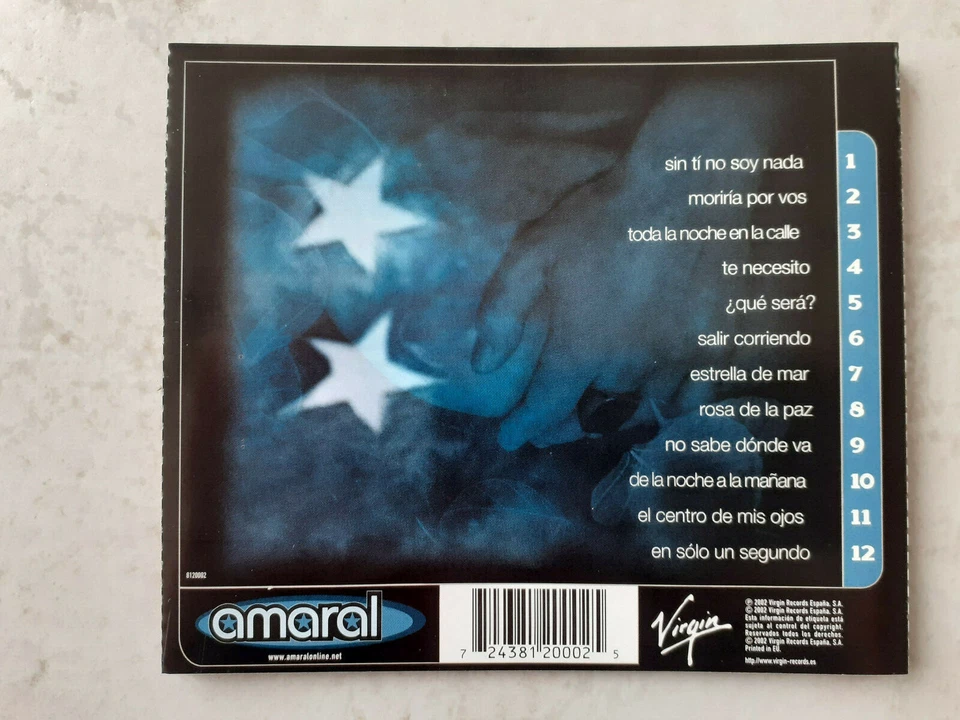 sin tí no soy nada 1
moriría por vos 2
toda la noche en la calle 3
te necesito 4
¿qué será? 5
salir corriendo 6
estrella de mar 7
rosa de la paz 8
no sabe dónde va 9
de la noche a la mañana 10
el centro de mis ojos 11
en sólo un segundo 12
8120002
amaral
www.amaralonline.net
7 24381 20002 5
Virgin
℗ 2002 Virgin Records España, S.A.
© 2002 Virgin Records España, S.A.
Esta información de etiqueta está
sujeta al control del copyright.
Reservados todos los derechos.
© 2002 Virgin Records España, S.A.
Printed in EU.
http://www.virgin-records.es